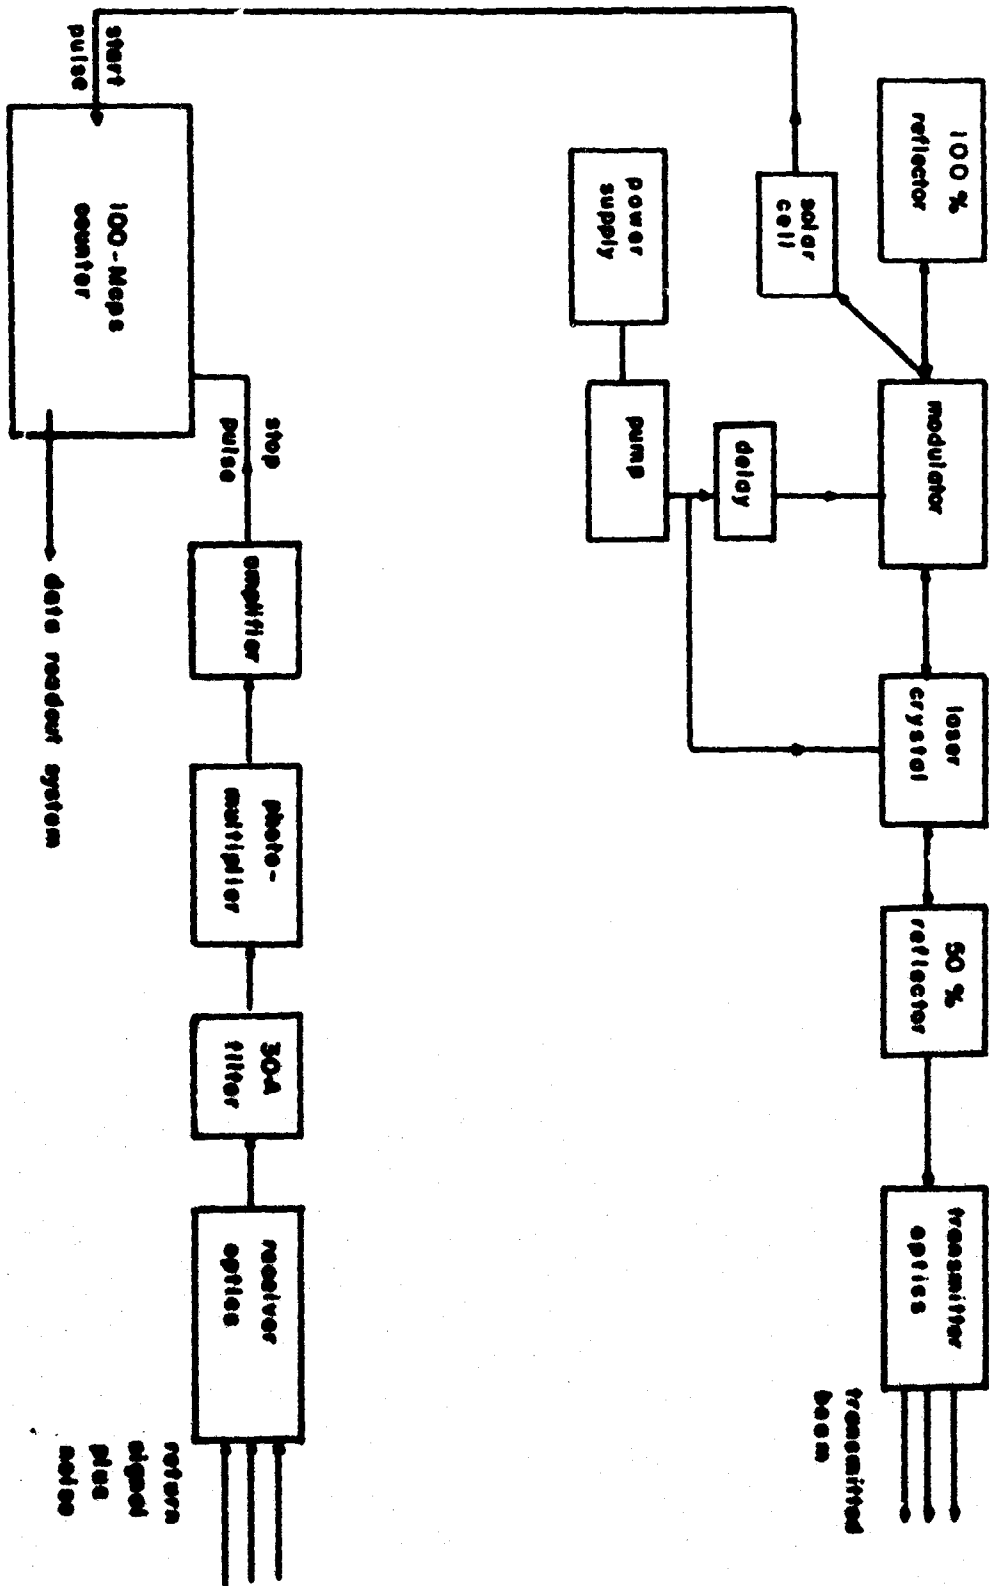 100 %
reflector
modulator
laser
crystal
50 %
reflector
transmitter
optics
transmitted
beam
solar
cell
delay
power
supply
pump
start
pulse
100-Mcps
counter
stop
pulse
amplifier
photo-
multiplier
30A
filter
receiver
optics
return
signal
plus
noise
data readout system